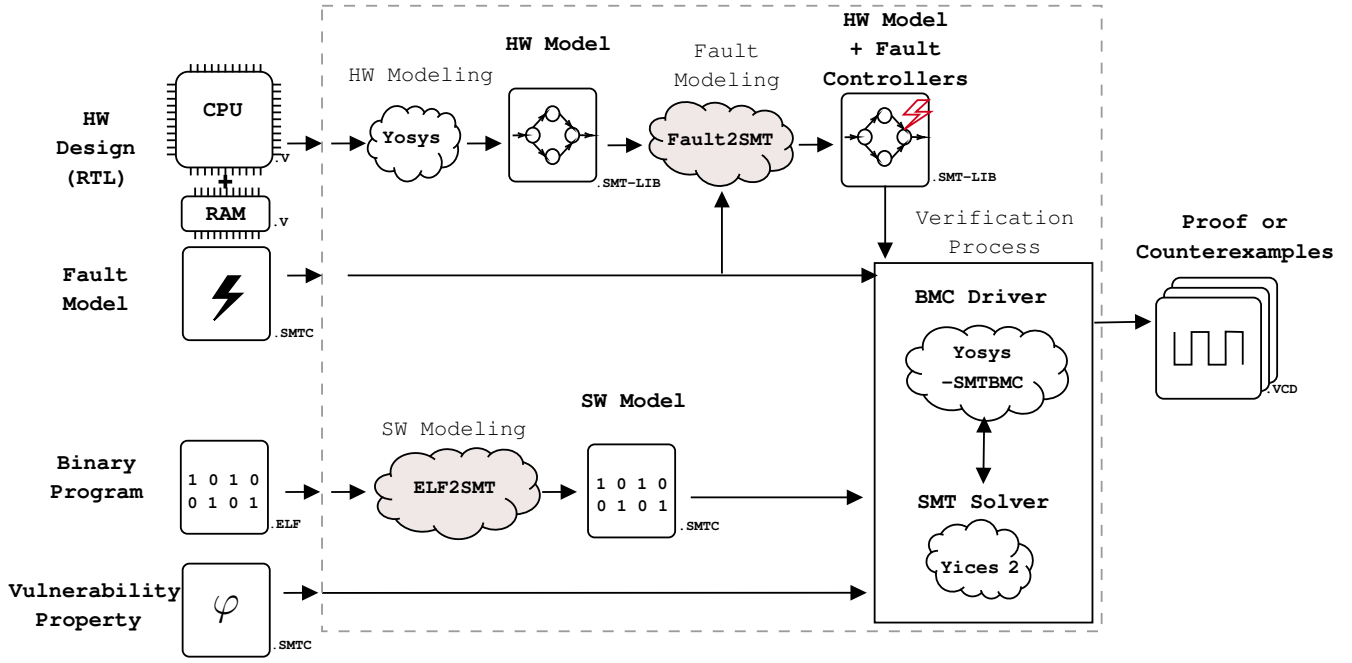 HW
Design
(RTL)
CPU
.V
+
RAM
.V
HW Modeling
Yosys
HW Model
.SMT-LIB
Fault
Modeling
Fault2SMT
HW Model
+ Fault
Controllers
.SMT-LIB
Fault
Model
.SMTC
Verification
Process
BMC Driver
Yosys
-SMTBMC
SMT Solver
Yices 2
Proof or
Counterexamples
.VCD
Binary
Program
1 0 1 0
0 1 0 1
.ELF
SW Modeling
ELF2SMT
SW Model
1 0 1 0
0 1 0 1
.SMTC
Vulnerability
Property
φ
.SMTC